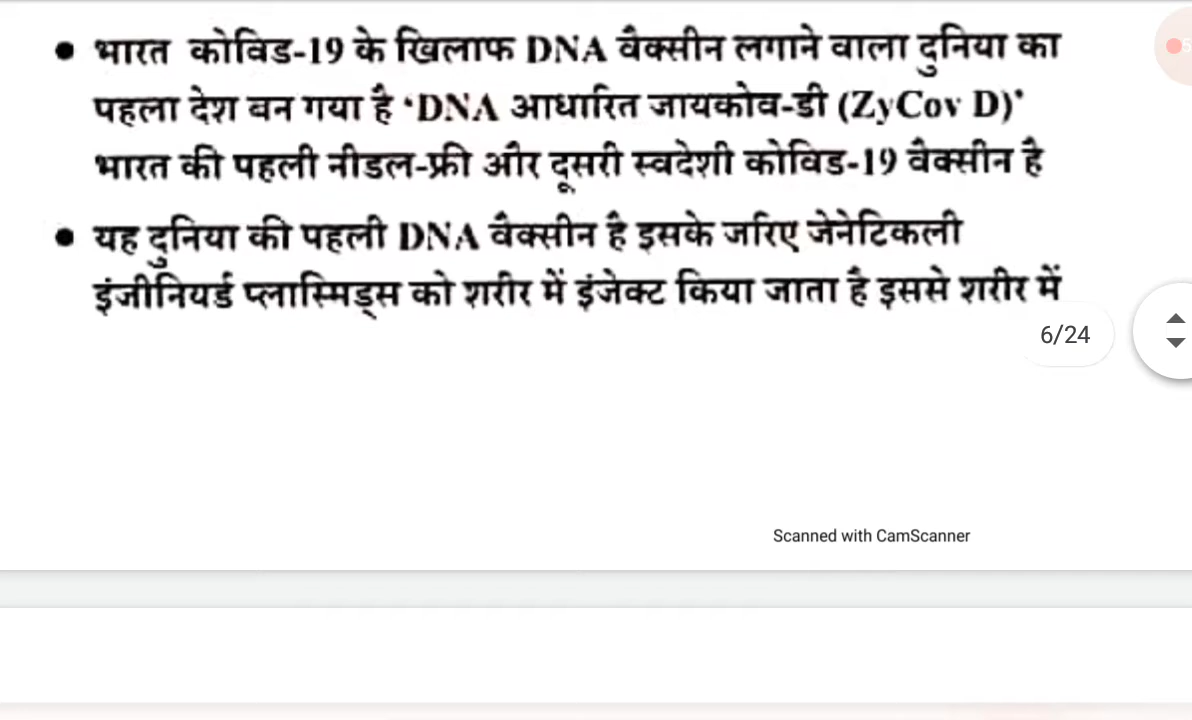 • भारत कोविड-19 के खिलाफ DNA वैक्सीन लगाने वाला दुनिया का
पहला देश बन गया है 'DNA आधारित जायकोव-डी (ZyCov D)'
भारत की पहली नीडल-फ्री और दूसरी स्वदेशी कोविड-19 वैक्सीन है
• यह दुनिया की पहली DNA वैक्सीन है इसके जरिए जेनेटिकली
इंजीनियर्ड प्लास्मिड्स को शरीर में इंजेक्ट किया जाता है इससे शरीर में
6/24
Scanned with CamScanner